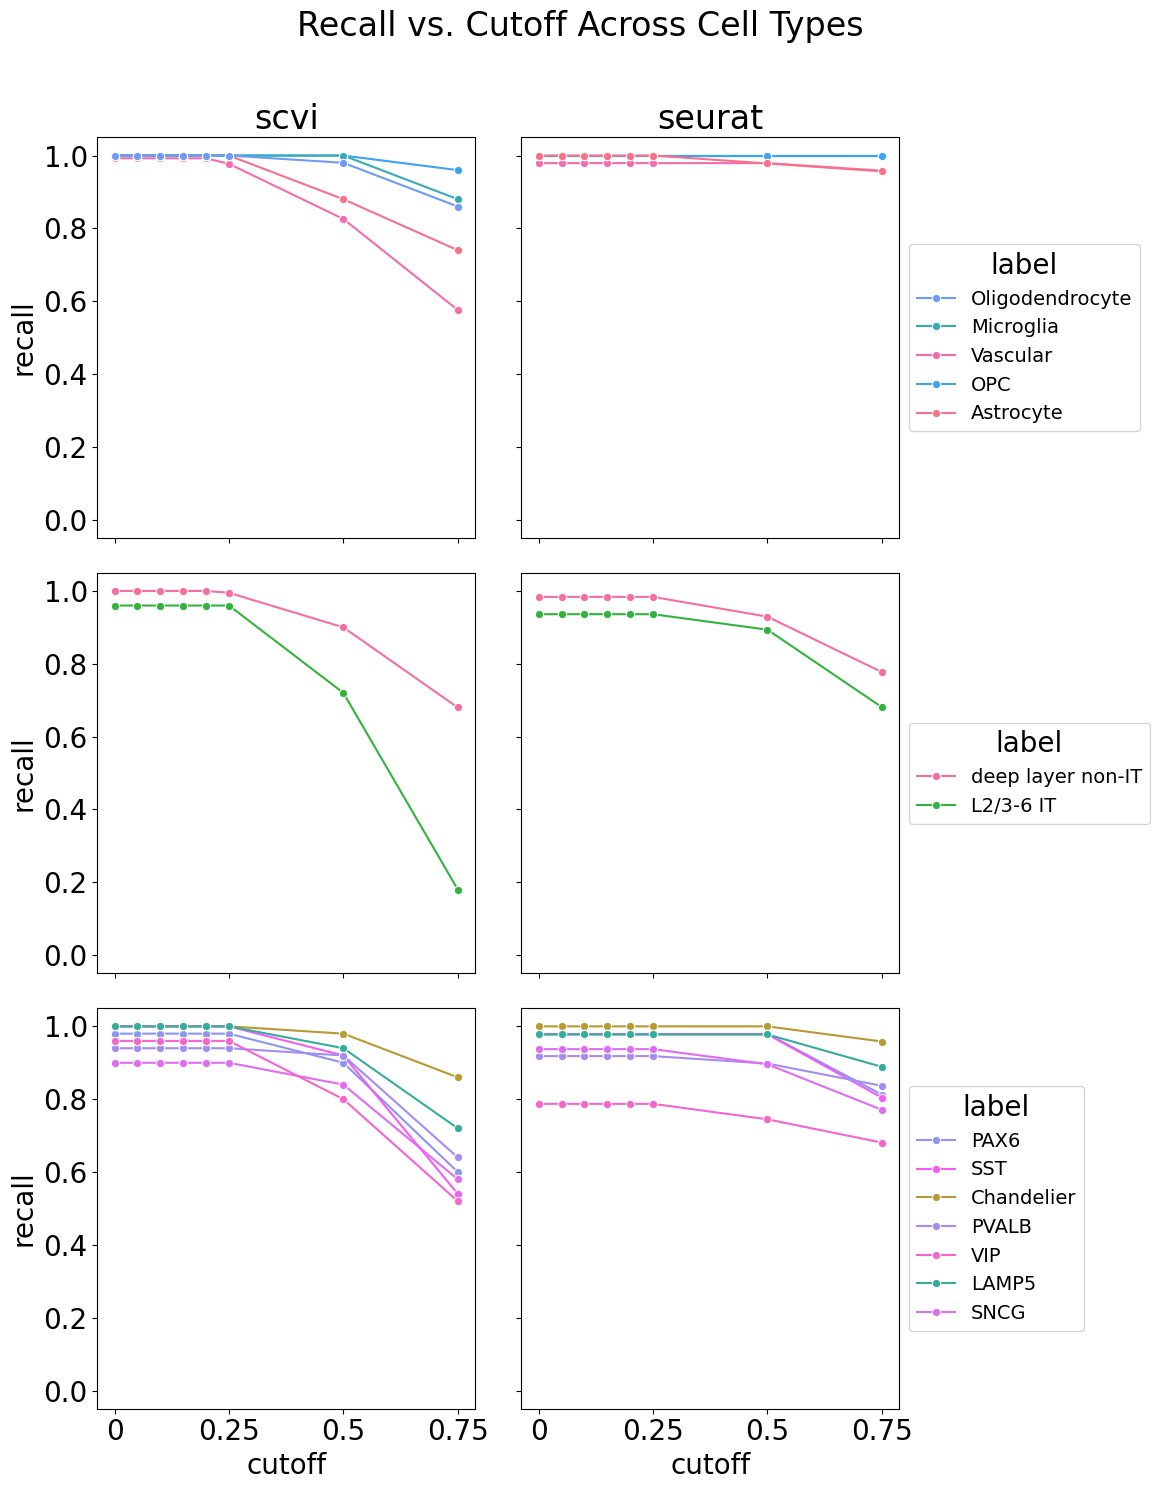 Recall vs. Cutoff Across Cell Types
scvi
seurat
1.0
0.8
0.6
0.4
0.2
0.0
recall
label
Oligodendrocyte
Microglia
Vascular
OPC
Astrocyte
1.0
0.8
0.6
0.4
0.2
0.0
recall
label
deep layer non-IT
L2/3-6 IT
1.0
0.8
0.6
0.4
0.2
0.0
recall
label
PAX6
SST
Chandelier
PVALB
VIP
LAMP5
SNCG
0 0.25 0.5 0.75
cutoff
0 0.25 0.5 0.75
cutoff